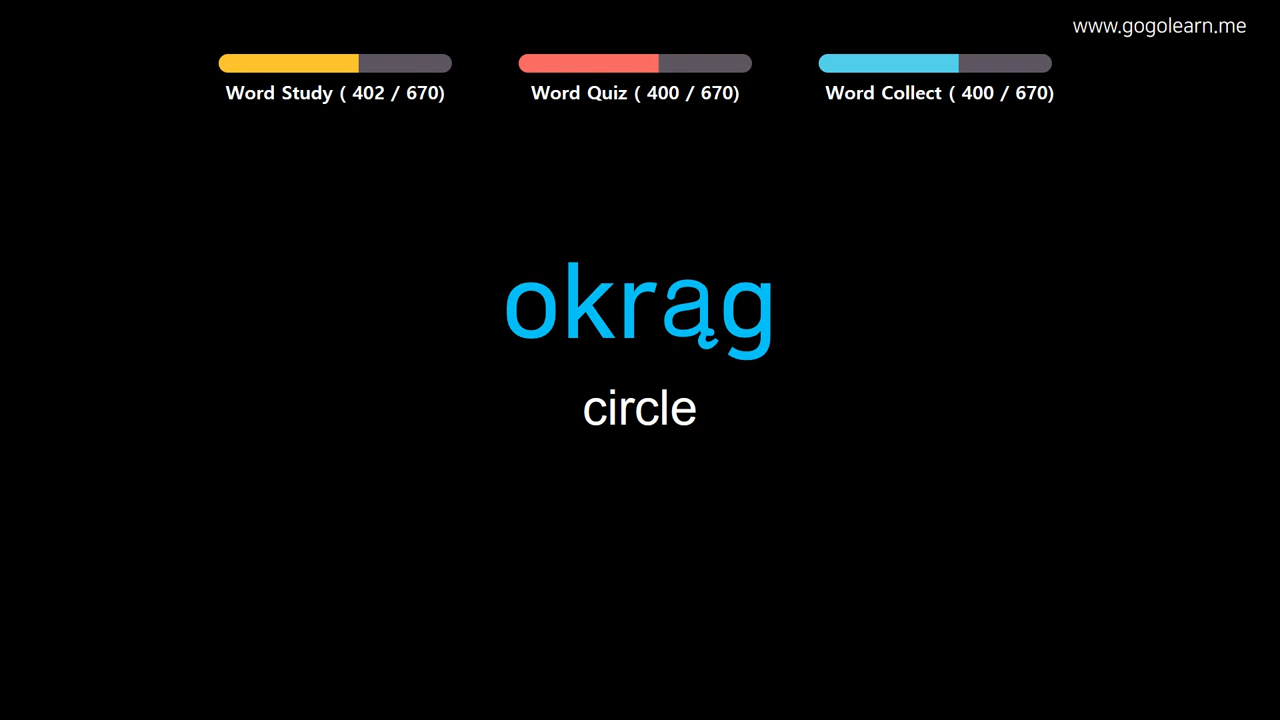 www.gogolearn.me
Word Study ( 402 / 670)
Word Quiz ( 400 / 670)
Word Collect ( 400 / 670)
okrąg
circle